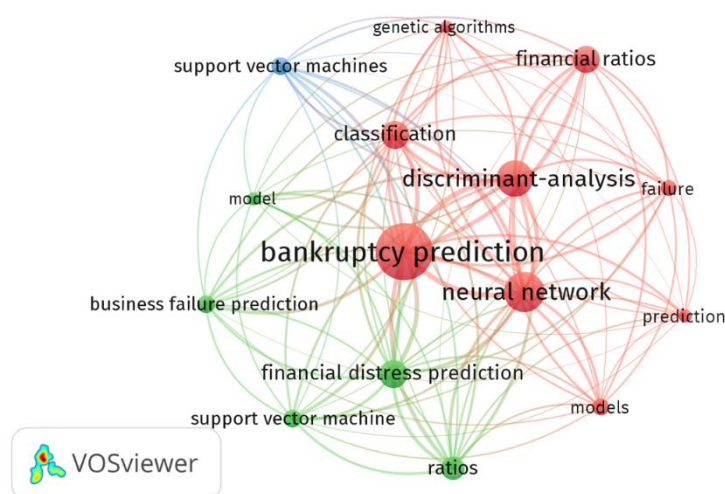 genetic algorithms
support vector machines
financial ratios
classification
discriminant-analysis
failure
model
bankruptcy prediction
neural network
business failure prediction
prediction
financial distress prediction
support vector machine
models
ratios
VOSviewer